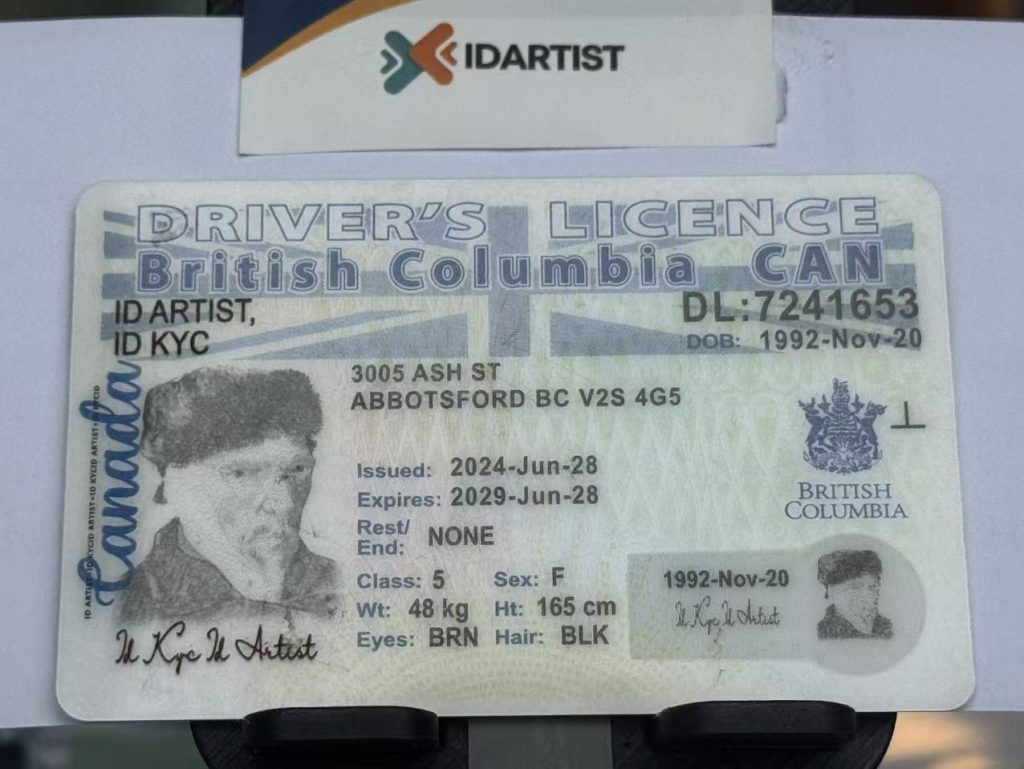 IDARTIST
DRIVER'S LICENCE
British Columbia CAN
ID ARTIST,
ID KYC
DL:7241653
DOB: 1992-Nov-20
3005 ASH ST
ABBOTSFORD BC V2S 4G5
Canada
Issued: 2024-Jun-28
Expires: 2029-Jun-28
Rest/
End: NONE
Class: 5 Sex: F
Wt: 48 kg Ht: 165 cm
Eyes: BRN Hair: BLK
BRITISH
COLUMBIA
1992-Nov-20
Id Kyc Id Artist
Id Kyc Id Artist